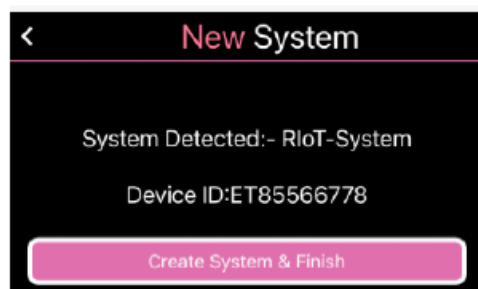 New System
System Detected:- RIoT-System
Device ID:ET85566778
Create System & Finish